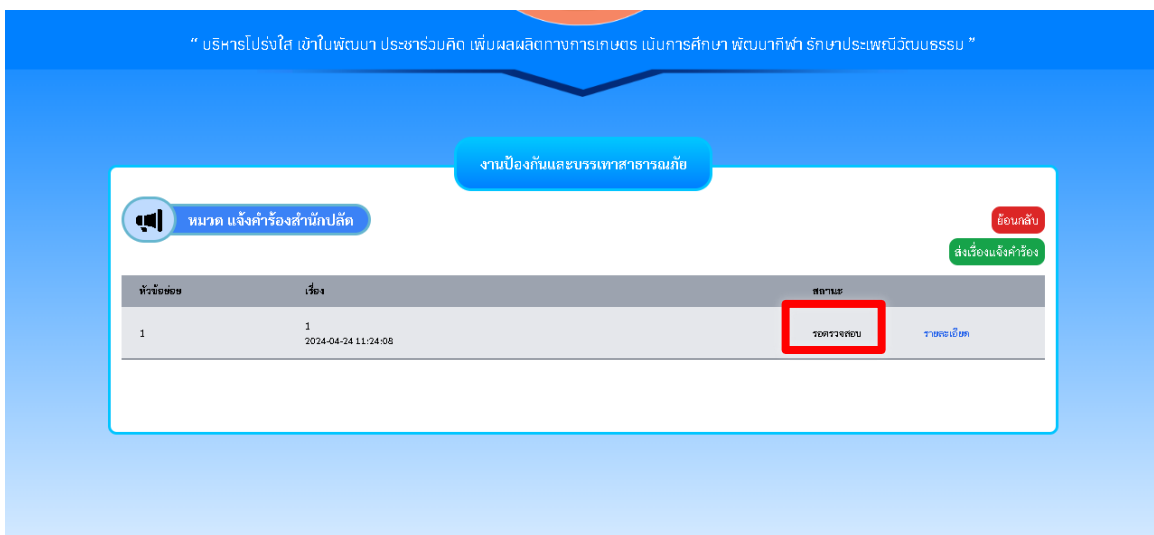 “ บริหารโปร่งใส เข้าใจพัฒนา ประชาร่วมคิด เพิ่มผลผลิตทางการเกษตร เน้นการศึกษา พัฒนากีฬา รักษาประเพณีวัฒนธรรม ”
งานป้องกันและบรรเทาสาธารณภัย
หมวด แจ้งคำร้องสำนักปลัด
ย้อนกลับ
ส่งเรื่องแจ้งคำร้อง
หัวข้อย่อย เรื่อง สถานะ
1 1 รอตรวจสอบ รายละเอียด
2024-04-24 11:24:08